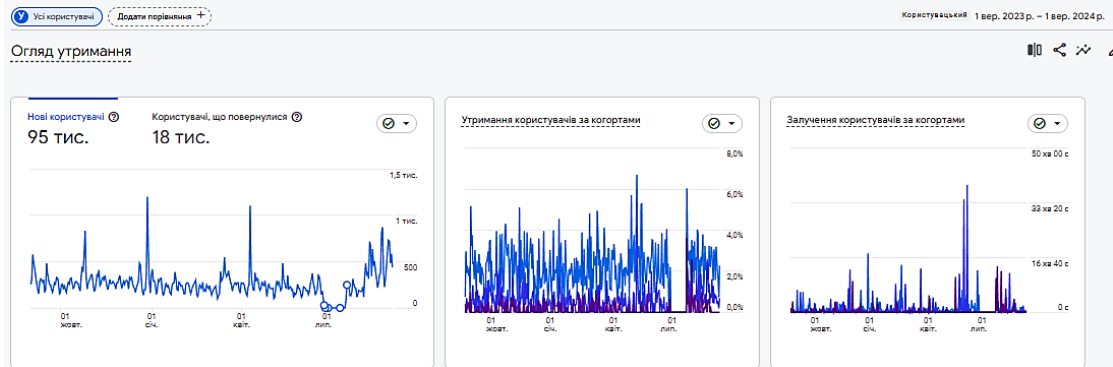 У Усі користувачі Додати порівняння + Користувацький 1 вер. 2023 р. – 1 вер. 2024 р.
Огляд утримання
Нові користувачі
95 тис.
Користувачі, що повернулися
18 тис.
1,5 тис.
1 тис.
500
0
01 жовт.
01 січ.
01 квіт.
01 лип.
Утримання користувачів за когортами
8,0%
6,0%
4,0%
2,0%
0,0%
01 жовт.
01 січ.
01 квіт.
01 лип.
Залучення користувачів за когортами
50 хв 00 с
33 хв 20 с
16 хв 40 с
0 с
01 жовт.
01 січ.
01 квіт.
01 лип.